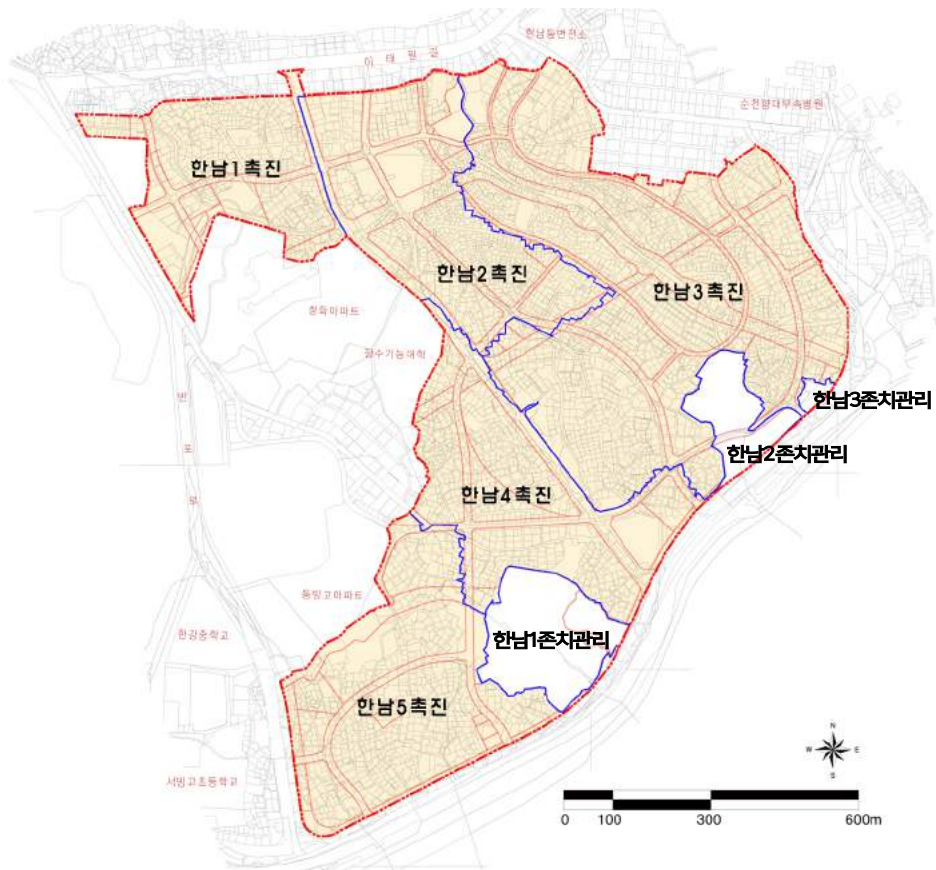 한남동변전소
이태원길
순천향대부속병원
한남1촉진
한남2촉진
한남3촉진
청화아파트
정수기능대학
반포로
한남3존치관리
한남2존치관리
한남4촉진
동빙고아파트
한강중학교
한남1존치관리
한남5촉진
서빙고초등학교
N
W E
S
0 100 300 600m